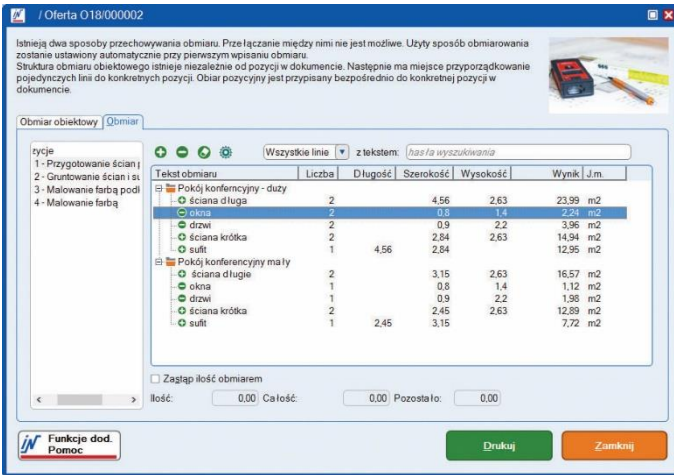 / Oferta O18/000002
Istnieją dwa sposoby przechowywania obmiaru. Przełączanie między nimi nie jest możliwe. Użyty sposób obmiarowania
zostanie ustawiony automatycznie przy pierwszym wpisaniu obmiaru.
Struktura obmiaru obiektowego istnieje niezależnie od pozycji w dokumencie. Następnie ma miejsce przyporządkowanie
pojedynczych linii do konkretnych pozycji. Obiar pozycyjny jest przypisany bezpośrednio do konkretnej pozycji w
dokumencie.
Obmiar obiektowy Obmiar
zycje
1 - Przygotowanie ścian
2 - Gruntowanie ścian i su
3 - Malowanie farbą podk
4 - Malowanie farbą
Wszystkie linie z tekstem: hasła wyszukiwania
Tekst obmiaru Liczba Długość Szerokość Wysokość Wynik J.m.
Pokój konferncyjny - duży
ściana długa 2 4,56 2,63 23,99 m2
okna 2 0,8 1,4 2,24 m2
drzwi 2 0,9 2,2 3,96 m2
ściana krótka 2 2,84 2,63 14,94 m2
sufit 1 4,56 2,84 12,95 m2
Pokój konferencyjny mały
ściana długie 2 3,15 2,63 16,57 m2
okna 1 0,8 1,4 1,12 m2
drzwi 1 0,9 2,2 1,98 m2
ściana krótka 2 2,45 2,63 12,89 m2
sufit 1 2,45 3,15 7,72 m2
Zastąp ilość obmiarem
Ilość: 0,00 Całość: 0,00 Pozostało: 0,00
Funkcje dod.
Pomoc
Drukuj
Zamknij